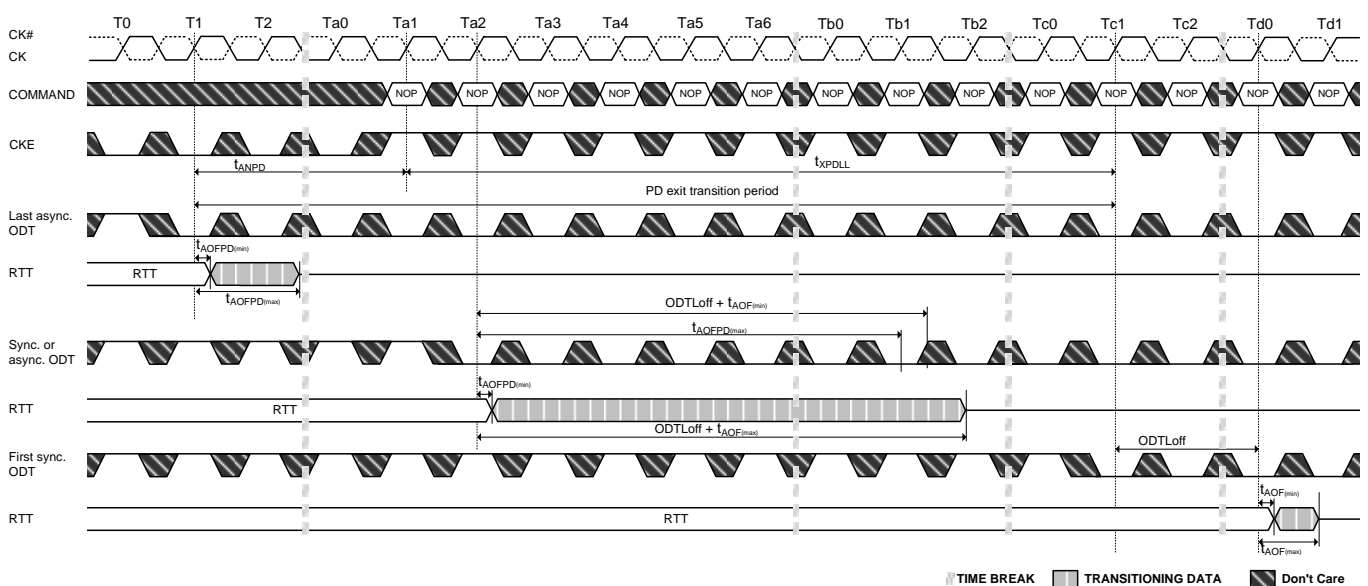 T0 T1 T2 Ta0 Ta1 Ta2 Ta3 Ta4 Ta5 Ta6 Tb0 Tb1 Tb2 Tc0 Tc1 Tc2 Td0 Td1
CK#
CK
COMMAND NOP NOP NOP NOP NOP NOP NOP NOP NOP NOP NOP NOP NOP NOP
CKE
tANPD tXPDLL
PD exit transition period
Last async.
ODT
tAOFPD(min)
RTT RTT
tAOFPD(max)
ODTLoff + tAOF(min)
tAOFPD(max)
Sync. or
async. ODT
tAOFPD(min)
RTT RTT
ODTLoff + tAOF(max)
ODTLoff
First sync.
ODT
tAOF(min)
RTT RTT
tAOF(max)
TIME BREAK TRANSITIONING DATA Don't Care